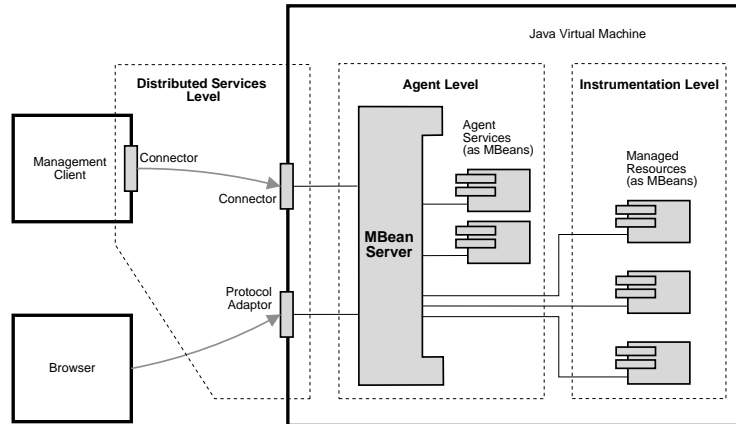 Java Virtual Machine
Distributed Services
Level
Agent Level
Instrumentation Level
Management
Client
Connector
Connector
Agent
Services
(as MBeans)
Managed
Resources
(as MBeans)
MBean
Server
Protocol
Adaptor
Browser